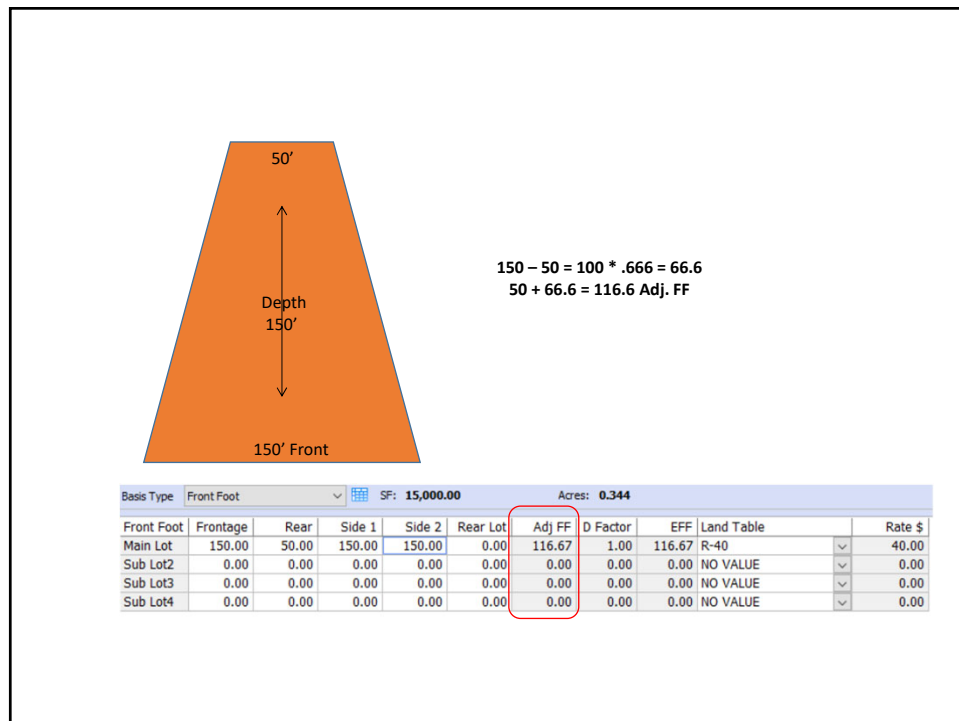 50’
Depth
150’
150’ Front
150 – 50 = 100 * .666 = 66.6
50 + 66.6 = 116.6 Adj. FF
Basis Type Front Foot SF: 15,000.00 Acres: 0.344
Front Foot Frontage Rear Side 1 Side 2 Rear Lot Adj FF D Factor EFF Land Table Rate $
Main Lot 150.00 50.00 150.00 150.00 0.00 116.67 1.00 116.67 R-40 40.00
Sub Lot2 0.00 0.00 0.00 0.00 0.00 0.00 0.00 0.00 NO VALUE 0.00
Sub Lot3 0.00 0.00 0.00 0.00 0.00 0.00 0.00 0.00 NO VALUE 0.00
Sub Lot4 0.00 0.00 0.00 0.00 0.00 0.00 0.00 0.00 NO VALUE 0.00